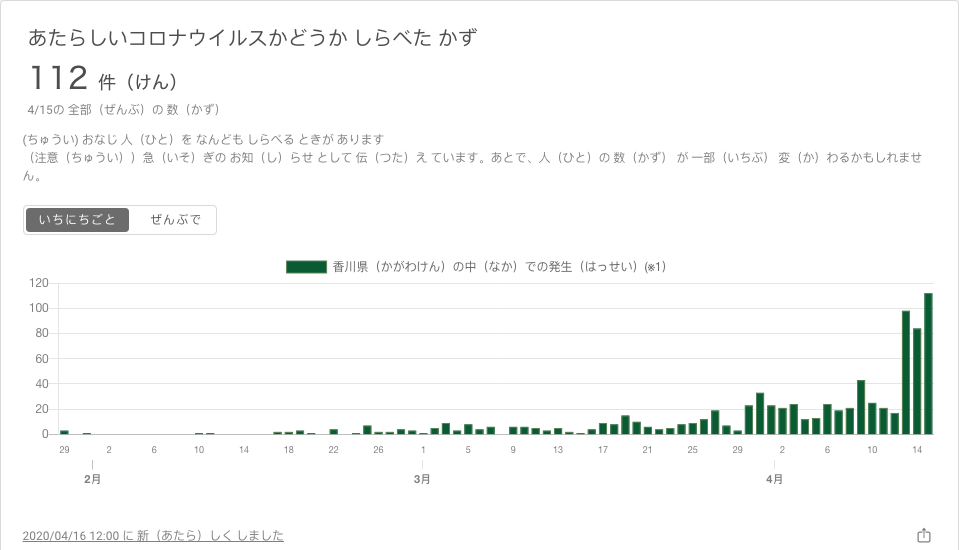 あたらしいコロナウイルスかどうか しらべた かず
112 件（けん）
4/15の 全部（ぜんぶ）の 数（かず）
(ちゅうい) おなじ 人（ひと）を なんども しらべる ときが あります
（注意（ちゅうい））急（いそ）ぎの お知（し）らせ として 伝（つた）え ています。あとで、人（ひと）の 数（かず） が 一部（いちぶ） 変（か）わるかもしれませ
ん。
いちにちごと ぜんぶで
香川県（かがわけん）の中（なか）での発生（はっせい）(※1)
120
100
80
60
40
20
0
29 2 6 10 14 18 22 26 1 5 9 13 17 21 25 29 2 6 10 14
2月 3月 4月
2020/04/16 12:00 に 新（あたら）しく しました